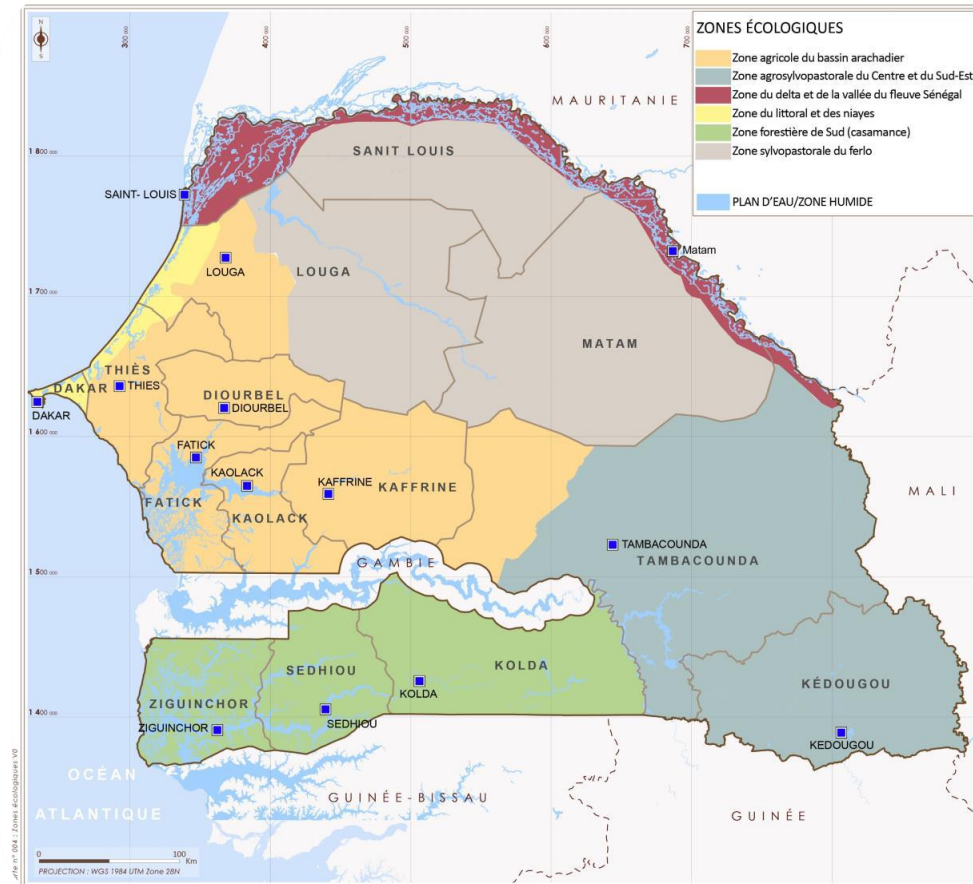 N
S
300 000
400 000
500 000
600 000
700 000
ZONES ÉCOLOGIQUES
Zone agricole du bassin arachadier
Zone agrosylvopastorale du Centre et du Sud-Est
Zone du delta et de la vallée du fleuve Sénégal
Zone du littoral et des niayes
Zone forestière de Sud (casamance)
Zone sylvopastorale du ferlo
PLAN D'EAU/ZONE HUMIDE
MAURITANIE
1 800 000
SANIT LOUIS
SAINT- LOUIS
Matam
LOUGA
LOUGA
1 700 000
MATAM
THIÈS
THIES
DAKAR
DIOURBEL
DIOURBEL
DAKAR
1 600 000
FATICK
KAOLACK
KAFFRINE
KAFFRINE
MALI
FATICK
KAOLACK
TAMBACOUNDA
TAMBACOUNDA
GAMBIE
1 500 000
SEDHIOU
KOLDA
KÉDOUGOU
KOLDA
ZIGUINCHOR
SEDHIOU
1 400 000
ZIGUINCHOR
KEDOUGOU
OCÉAN
ATLANTIQUE
GUINÉE-BISSAU
GUINÉE
0
100
Km
PROJECTION : WGS 1984 UTM Zone 28N
n° 004 : Zones écologiques V0